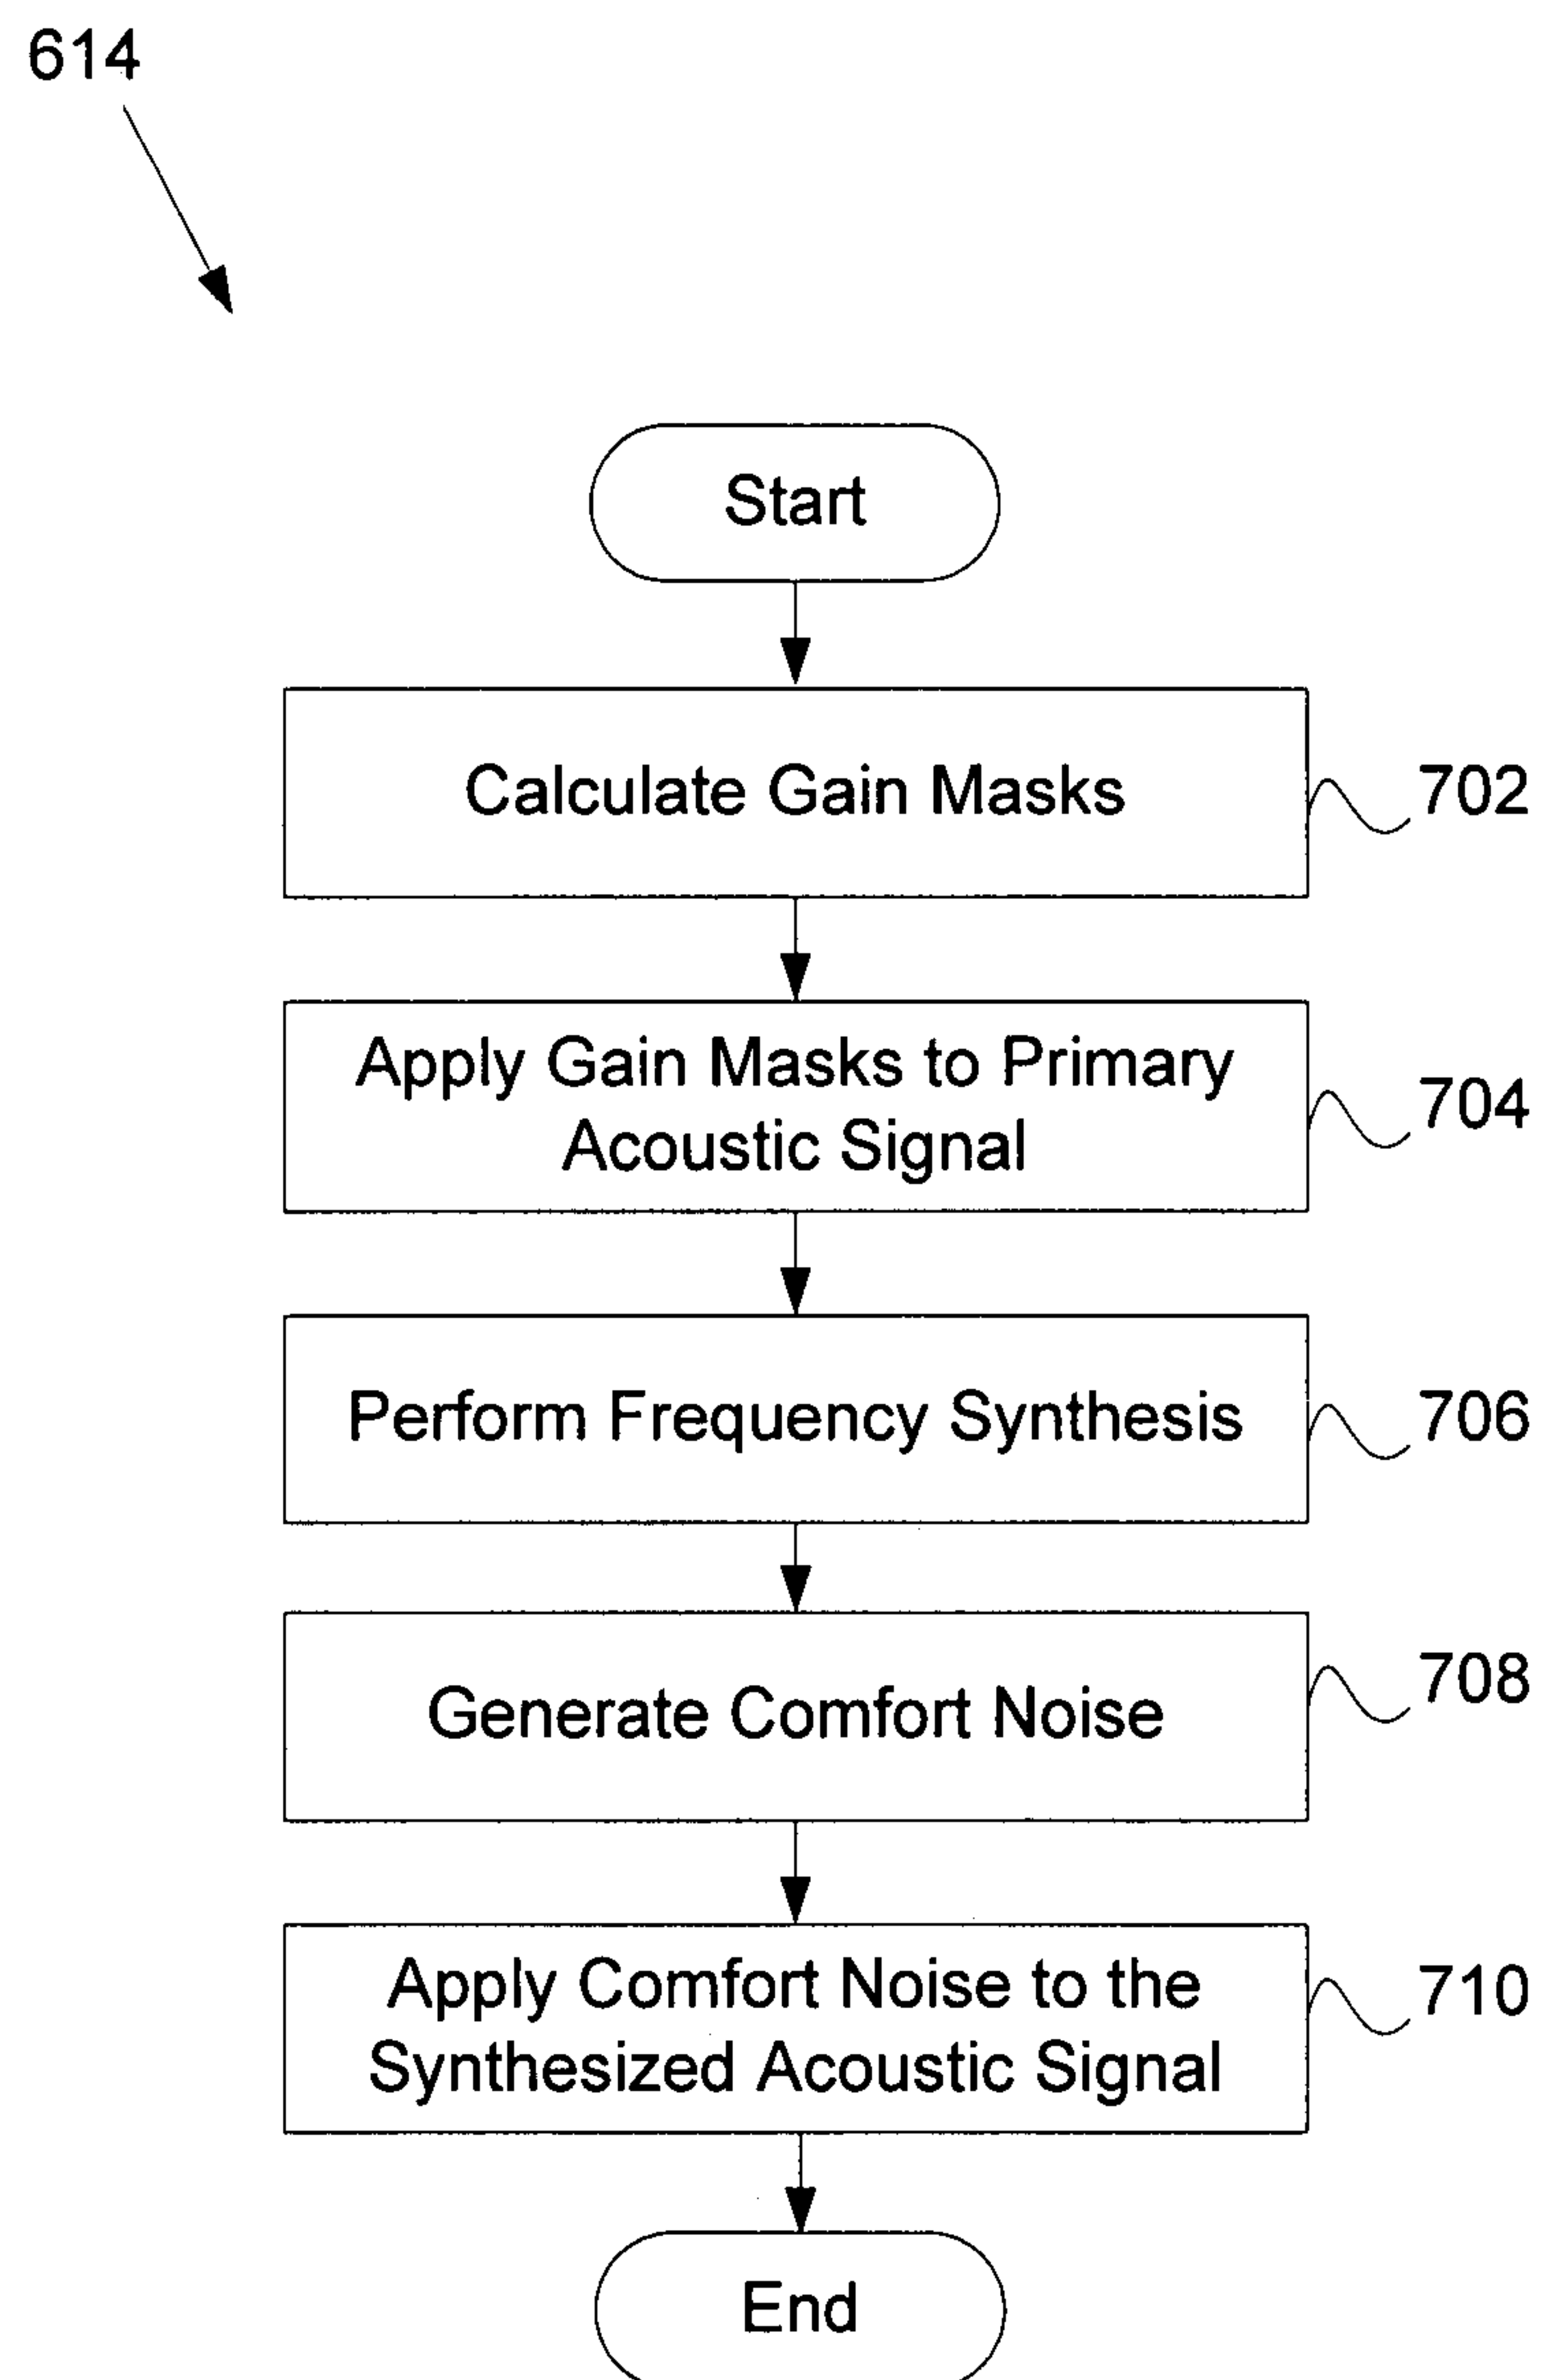 614
Start
Calculate Gain Masks
702
Apply Gain Masks to Primary
Acoustic Signal
704
Perform Frequency Synthesis
706
Generate Comfort Noise
708
Apply Comfort Noise to the
Synthesized Acoustic Signal
710
End